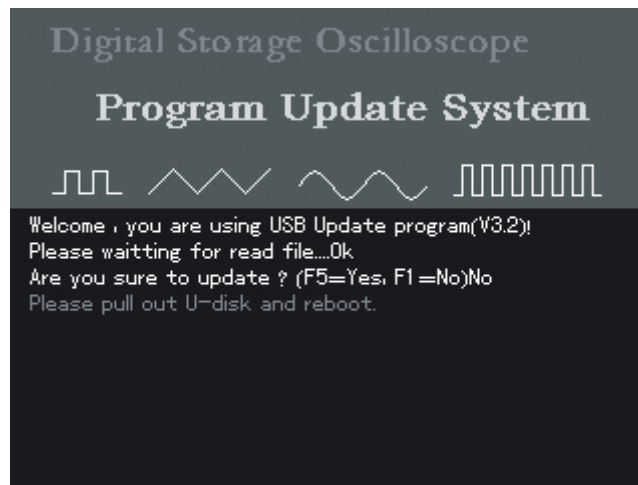 Digital Storage Oscilloscope
Program Update System
Welcome , you are using USB Update program(V3.2)!
Please waitting for read file....Ok
Are you sure to update ? (F5=Yes, F1=No)No
Please pull out U-disk and reboot.